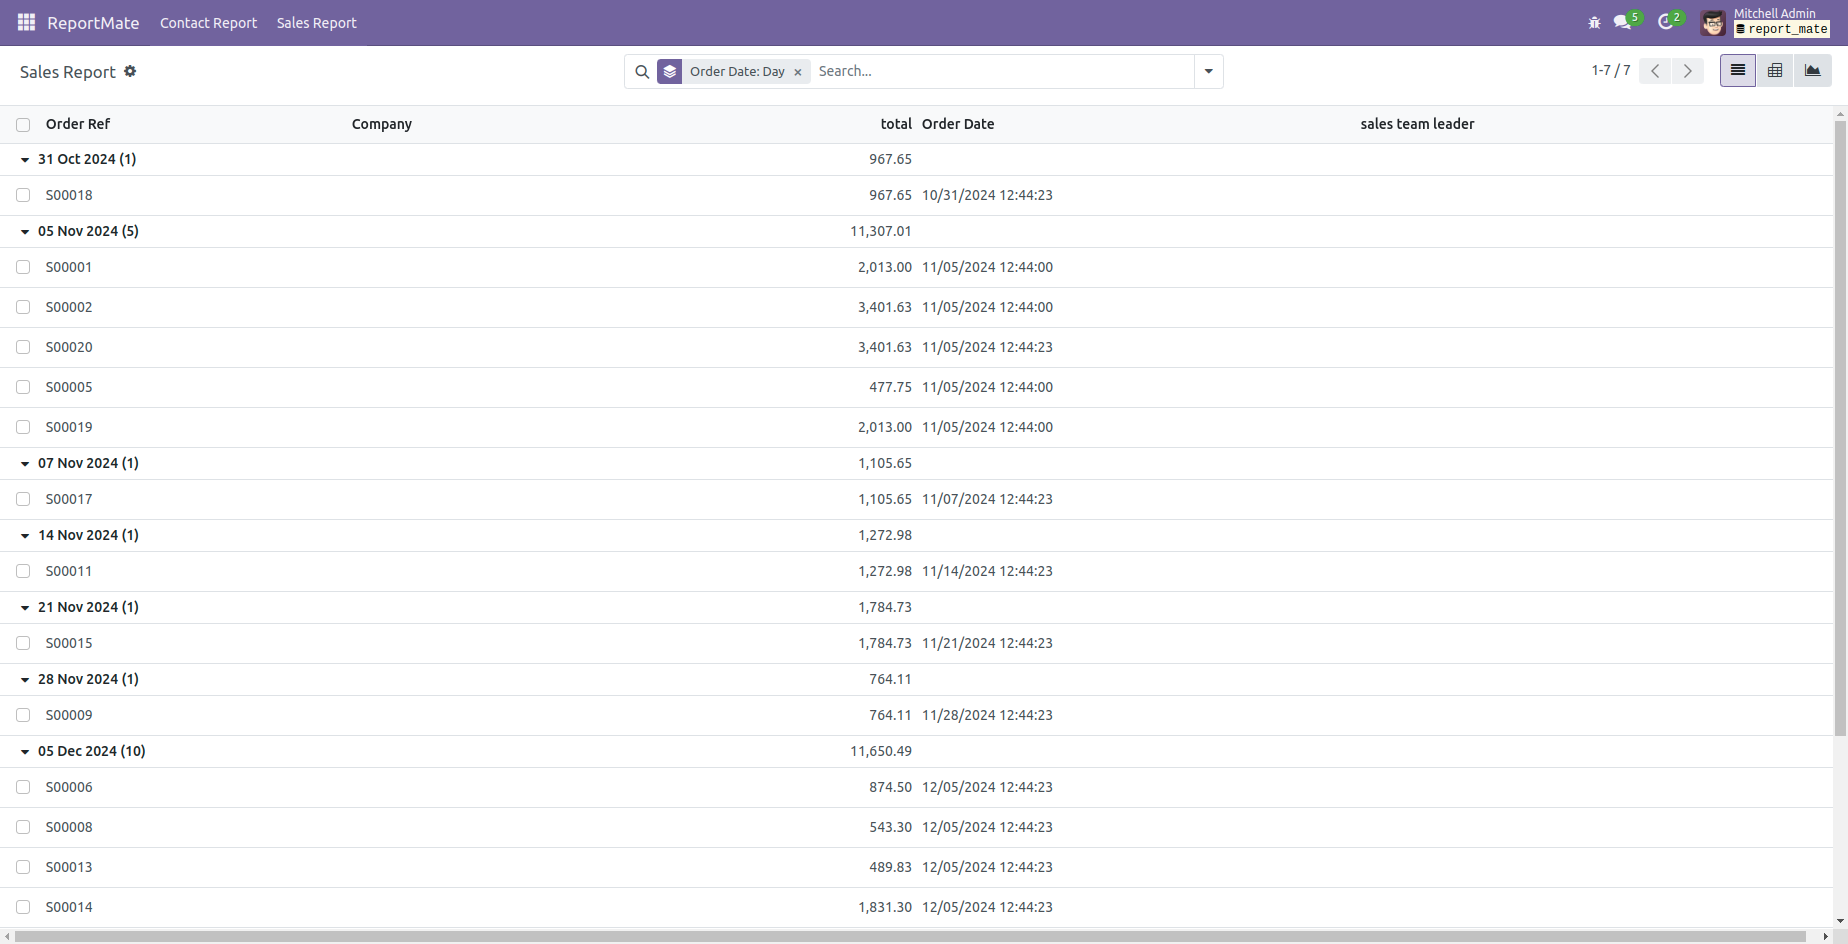 ReportMate Contact Report Sales Report 5 2 Mitchell Admin
report_mate
Sales Report Order Date: Day × Search... 1-7 / 7
Order Ref Company total Order Date sales team leader
31 Oct 2024 (1) 967.65
S00018 967.65 10/31/2024 12:44:23
05 Nov 2024 (5) 11,307.01
S00001 2,013.00 11/05/2024 12:44:00
S00002 3,401.63 11/05/2024 12:44:00
S00020 3,401.63 11/05/2024 12:44:23
S00005 477.75 11/05/2024 12:44:00
S00019 2,013.00 11/05/2024 12:44:00
07 Nov 2024 (1) 1,105.65
S00017 1,105.65 11/07/2024 12:44:23
14 Nov 2024 (1) 1,272.98
S00011 1,272.98 11/14/2024 12:44:23
21 Nov 2024 (1) 1,784.73
S00015 1,784.73 11/21/2024 12:44:23
28 Nov 2024 (1) 764.11
S00009 764.11 11/28/2024 12:44:23
05 Dec 2024 (10) 11,650.49
S00006 874.50 12/05/2024 12:44:23
S00008 543.30 12/05/2024 12:44:23
S00013 489.83 12/05/2024 12:44:23
S00014 1,831.30 12/05/2024 12:44:23